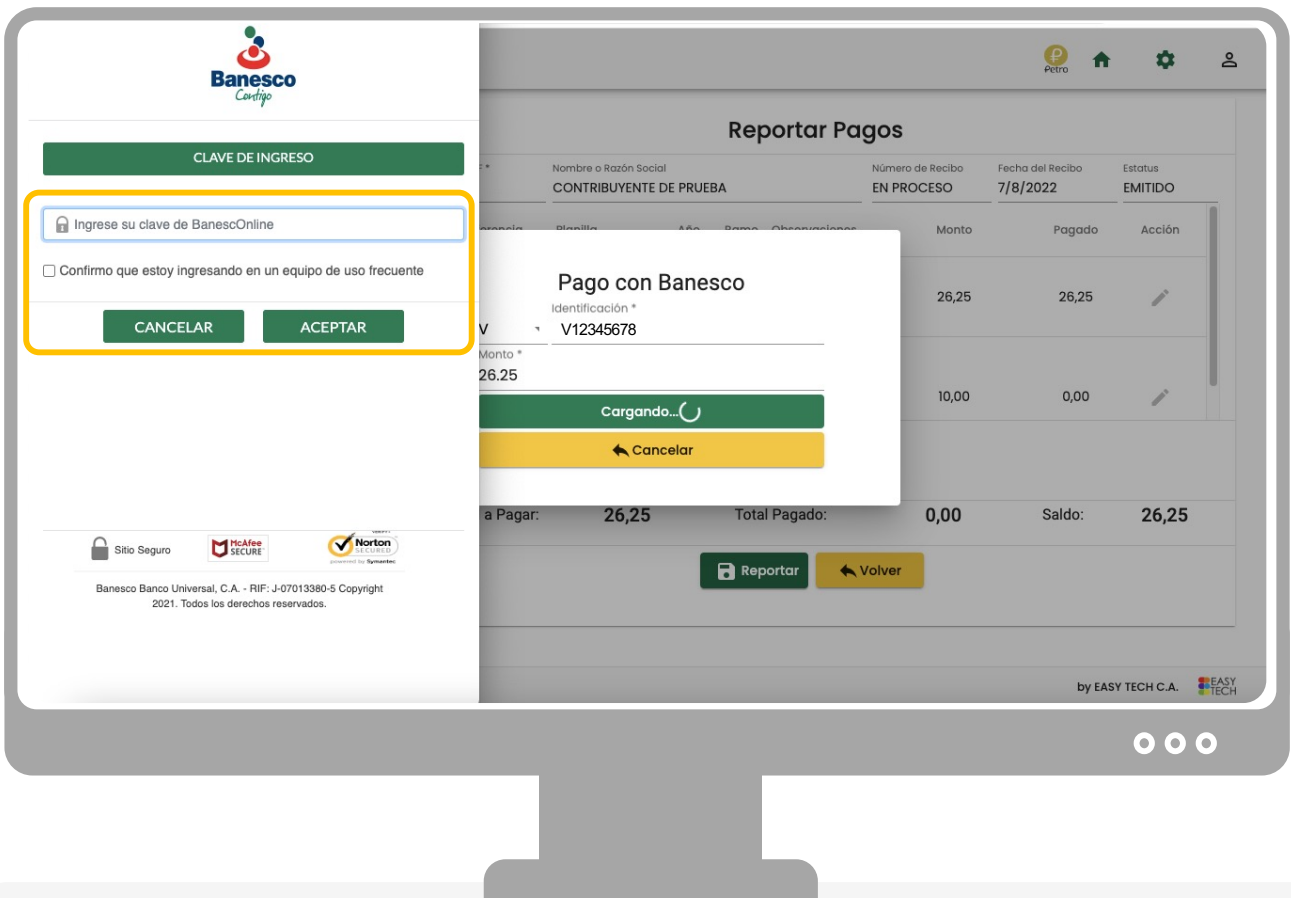 Banesco
Contigo
CLAVE DE INGRESO
Ingrese su clave de BanescOnline
Confirmo que estoy ingresando en un equipo de uso frecuente
CANCELAR ACEPTAR
Sitio Seguro McAfee SECURE Norton SECURED
powered by Symantec
Banesco Banco Universal, C.A. - RIF: J-07013380-5 Copyright
2021. Todos los derechos reservados.
Petro
Reportar Pagos
Nombre o Razón Social Número de Recibo Fecha del Recibo Estatus
CONTRIBUYENTE DE PRUEBA EN PROCESO 7/8/2022 EMITIDO
Planilla Año Ramo Observaciones Monto Pagado Acción
26,25 26,25
10,00 0,00
Pago con Banesco
Identificación *
V V12345678
Monto *
26.25
Cargando...
Cancelar
a Pagar: 26,25 Total Pagado: 0,00 Saldo: 26,25
Reportar Volver
by EASY TECH C.A. EASY TECH